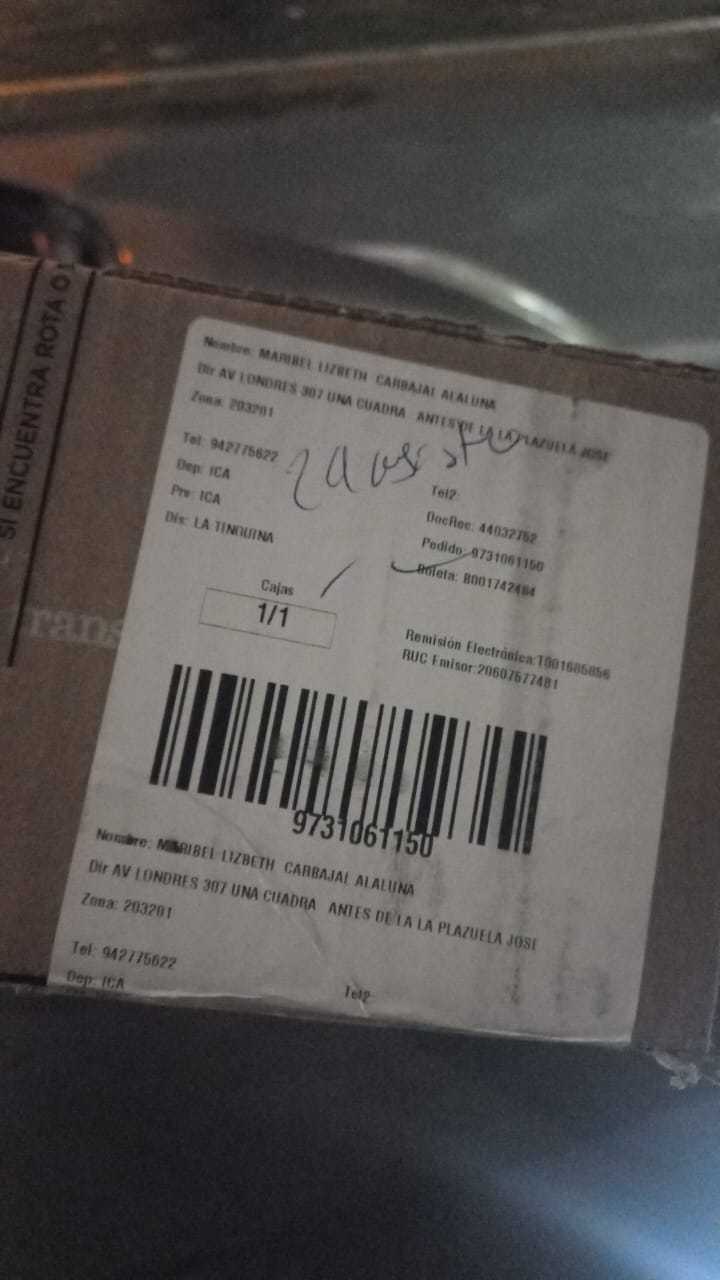 SI ENCUENTRA ROTA O
rans
Nombre: MARIBEL LIZBETH CARBAJAL ALALUNA
Dir AV LONDRES 307 UNA CUADRA ANTES DE LA LA PLAZUELA JOSE
Zona: 203201
Tel: 942775622
Tel2:
Dep: ICA
DocRec: 44032752
Prv: ICA
Pedido: 9731061150
Dis: LA TINGUINA
Boleta: B001742484
Cajas
1/1
Remisión Electrónica:T001685856
RUC Emisor:20607577481
9731061150
Nombre: MARIBEL LIZBETH CARBAJAL ALALUNA
Dir AV LONDRES 307 UNA CUADRA ANTES DE LA LA PLAZUELA JOSE
Zona: 203201
Tel: 942775622
Dep: ICA
Tel2